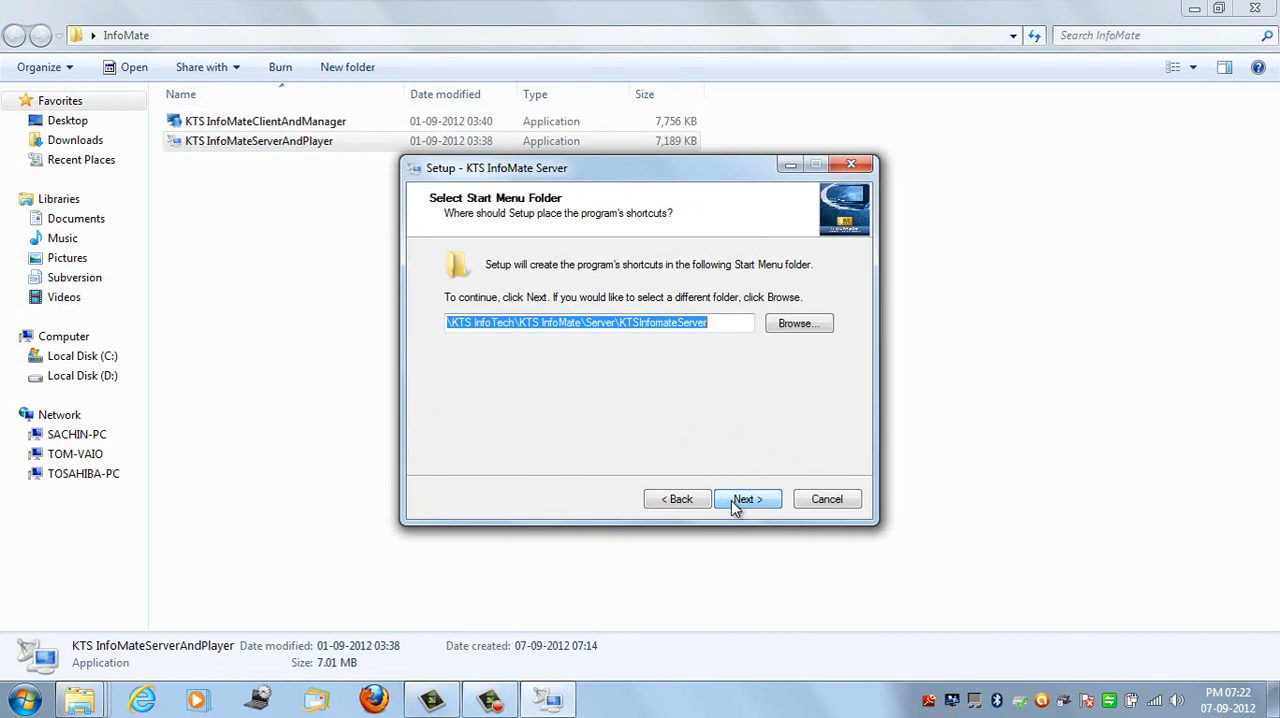 InfoMate
Search InfoMate
Organize
Open
Share with
Burn
New folder
Favorites
Desktop
Downloads
Recent Places
Libraries
Documents
Music
Pictures
Subversion
Videos
Computer
Local Disk (C:)
Local Disk (D:)
Network
SACHIN-PC
TOM-VAIO
TOSAHIBA-PC
Name
Date modified
Type
Size
KTS InfoMateClientAndManager
01-09-2012 03:40
Application
7,756 KB
KTS InfoMateServerAndPlayer
01-09-2012 03:38
Application
7,189 KB
Setup - KTS InfoMate Server
Select Start Menu Folder
Where should Setup place the program's shortcuts?
InfoMate
Setup will create the program's shortcuts in the following Start Menu folder.
To continue, click Next. If you would like to select a different folder, click Browse.
\KTS InfoTech\KTS InfoMate\Server\KTSInfomateServer
Browse...
< Back
Next >
Cancel
KTS InfoMateServerAndPlayer
Date modified: 01-09-2012 03:38
Date created: 07-09-2012 07:14
Application
Size: 7.01 MB
PM 07:22
07-09-2012